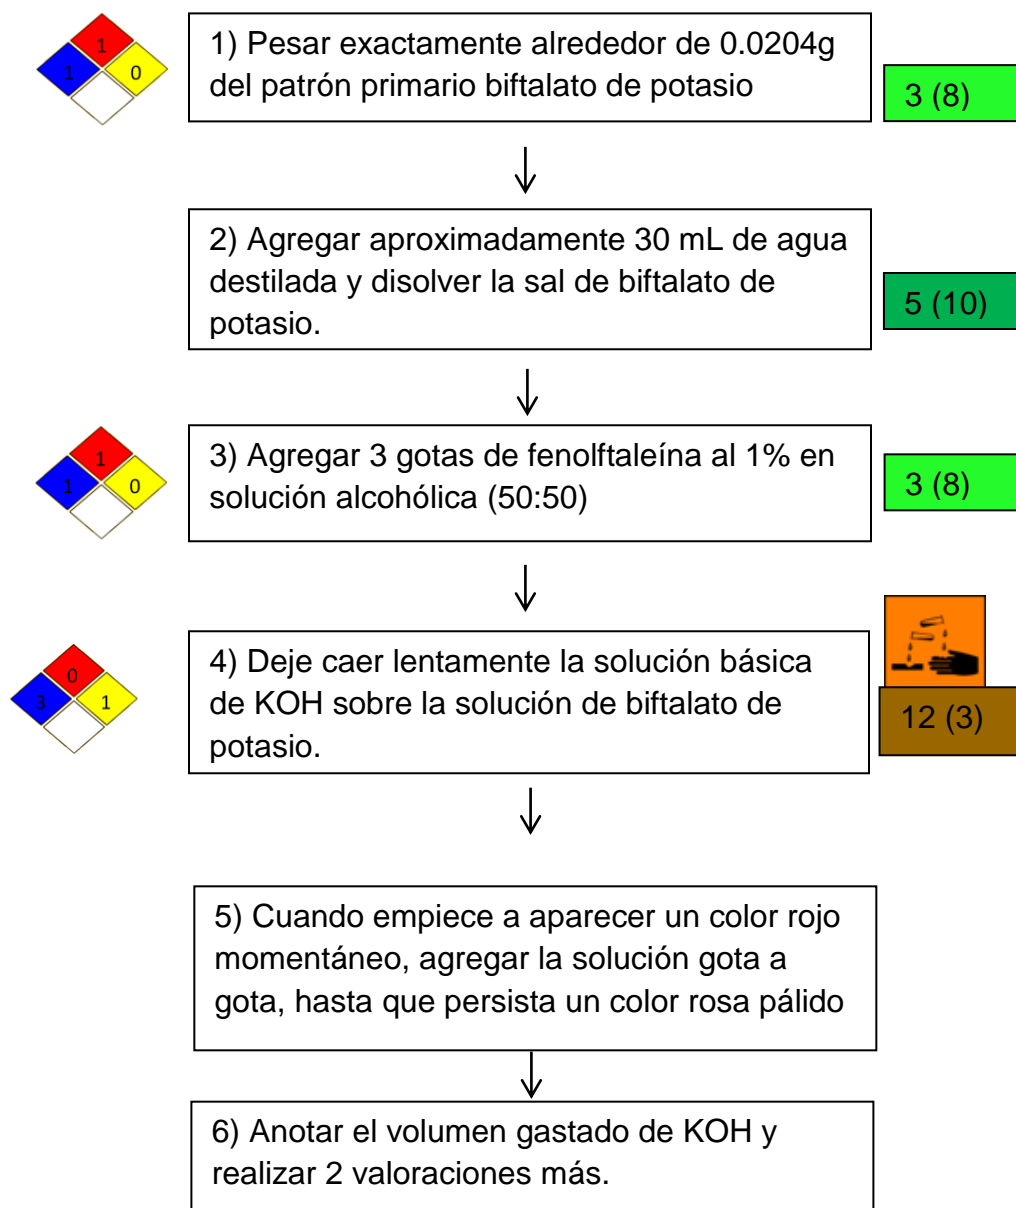 1
1
0
1) Pesar exactamente alrededor de 0.0204g
del patrón primario biftalato de potasio
3 (8)
2) Agregar aproximadamente 30 mL de agua
destilada y disolver la sal de biftalato de
potasio.
5 (10)
1
1
0
3) Agregar 3 gotas de fenolftaleína al 1% en
solución alcohólica (50:50)
3 (8)
0
3
1
4) Deje caer lentamente la solución básica
de KOH sobre la solución de biftalato de
potasio.
12 (3)
5) Cuando empiece a aparecer un color rojo
momentáneo, agregar la solución gota a
gota, hasta que persista un color rosa pálido
6) Anotar el volumen gastado de KOH y
realizar 2 valoraciones más.